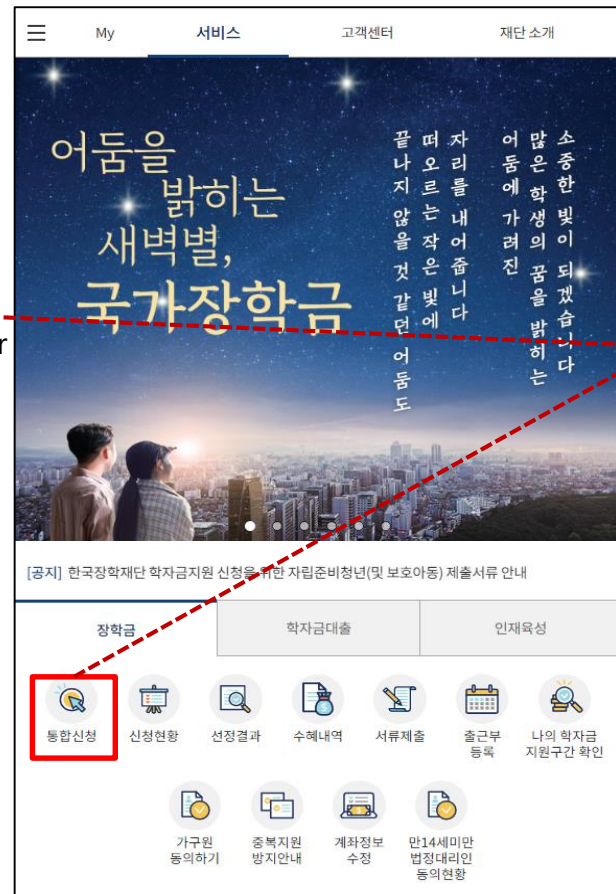 My
서비스
고객센터
재단 소개
어둠을
밝히는
새벽별,
국가장학금
끝나지 않을 것 같던 어둠도
떠오르는 작은 빛에
자리를 내어줍니다
어둠에 가려진
많은 학생의 꿈을 밝히는
소중한 빛이 되겠습니다
r
[공지] 한국장학재단 학자금지원 신청을 위한 자립준비청년(및 보호아동) 제출서류 안내
장학금
학자금대출
인재육성
통합신청
신청현황
선정결과
수혜내역
서류제출
출근부
등록
나의 학자금
지원구간 확인
가구원
동의하기
중복지원
방지안내
계좌정보
수정
만14세미만
법정대리인
동의현황